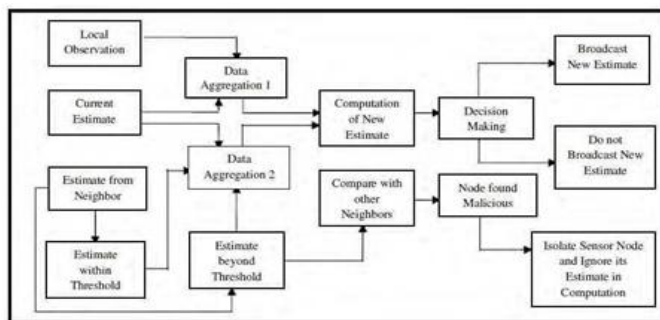 Local
Observation
Broadcast
New Estimate
Data
Aggregation 1
Current
Estimate
Computation
of New
Estimate
Decision
Making
Do not
Broadcast New
Estimate
Data
Aggregation 2
Estimate from
Neighbor
Compare with
other
Neighbors
Node found
Malicious
Estimate
within
Threshold
Estimate
beyond
Threshold
Isolate Sensor Node
and Ignore its
Estimate in
Computation